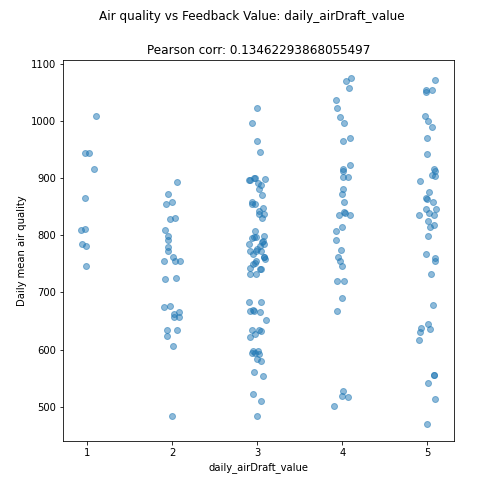 Air quality vs Feedback Value: daily_airDraft_value
Pearson corr: 0.13462293868055497
1100
1000
900
800
700
600
500
Daily mean air quality
1 2 3 4 5
daily_airDraft_value